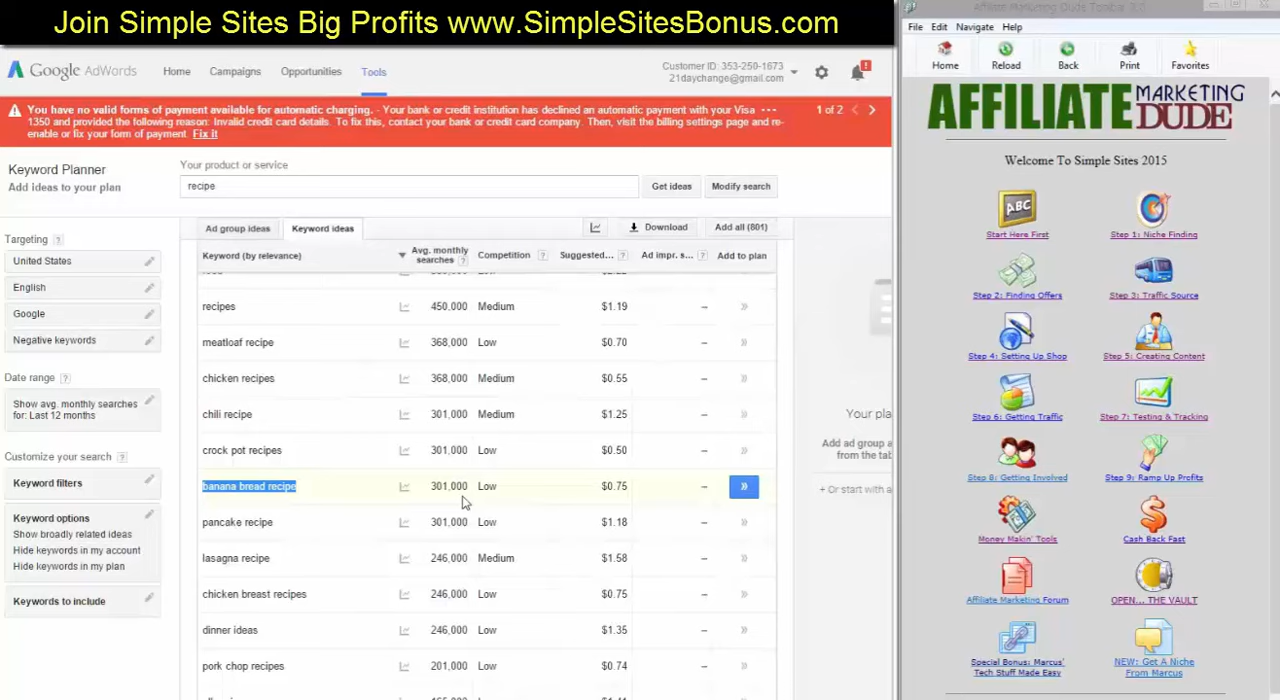 Join Simple Sites Big Profits www.SimpleSitesBonus.com
Google AdWords Home Campaigns Opportunities Tools
Customer ID: 353-250-1673
21daychange@gmail.com
!
You have no valid forms of payment available for automatic charging. - Your bank or credit institution has declined an automatic payment with your Visa ···
1350 and provided the following reason: Invalid credit card details. To fix this, contact your bank or credit card company. Then, visit the billing settings page and re-
enable or fix your form of payment. Fix it
1 of 2
Keyword Planner
Add ideas to your plan
Your product or service
recipe
Get ideas Modify search
Targeting ?
United States
English
Google
Negative keywords
Date range ?
Show avg. monthly searches
for: Last 12 months
Customize your search ?
Keyword filters
Keyword options
Show broadly related ideas
Hide keywords in my account
Hide keywords in my plan
Keywords to include
Ad group ideas Keyword ideas Download Add all (801)
Keyword (by relevance) Avg. monthly searches ? Competition ? Suggested... ? Ad impr. s... ? Add to plan
recipes 450,000 Medium $1.19 – »
meatloaf recipe 368,000 Low $0.70 – »
chicken recipes 368,000 Medium $0.55 – »
chili recipe 301,000 Medium $1.25 – »
crock pot recipes 301,000 Low $0.50 – »
banana bread recipe 301,000 Low $0.75 – »
pancake recipe 301,000 Low $1.18 – »
lasagna recipe 246,000 Medium $1.58 – »
chicken breast recipes 246,000 Low $0.75 – »
dinner ideas 246,000 Low $1.35 – »
pork chop recipes 201,000 Low $0.74 – »
Your pla
Add ad group a
from the tab
+ Or start with a
Affiliate Marketing Dude Toolbar
File Edit Navigate Help
Home Reload Back Print Favorites
AFFILIATE MARKETING DUDE
Welcome To Simple Sites 2015
ABC
Start Here First
Step 1: Niche Finding
Step 2: Finding Offers
Step 3: Traffic Source
Step 4: Setting Up Shop
Step 5: Creating Content
Step 6: Getting Traffic
Step 7: Testing & Tracking
Step 8: Getting Involved
Step 9: Ramp Up Profits
Money Makin' Tools
Cash Back Fast
Affiliate Marketing Forum
OPEN... THE VAULT
Special Bonus: Marcus'
Tech Stuff Made Easy
NEW: Get A Niche
From Marcus